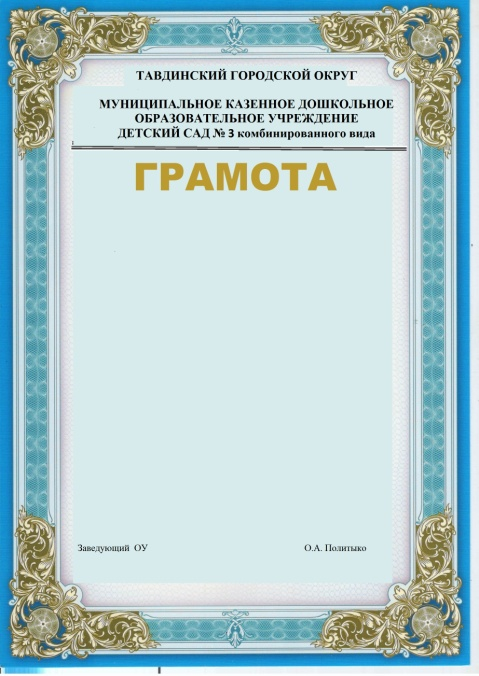 ТАВДИНСКИЙ ГОРОДСКОЙ ОКРУГ
МУНИЦИПАЛЬНОЕ КАЗЕННОЕ ДОШКОЛЬНОЕ
ОБРАЗОВАТЕЛЬНОЕ УЧРЕЖДЕНИЕ
ДЕТСКИЙ САД № 3 комбинированного вида
ГРАМОТА
Заведующий ОУ О.А. Политыко